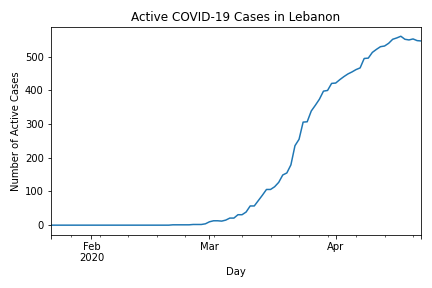 Active COVID-19 Cases in Lebanon
Number of Active Cases
500
400
300
200
100
0
Feb
2020
Mar
Apr
Day